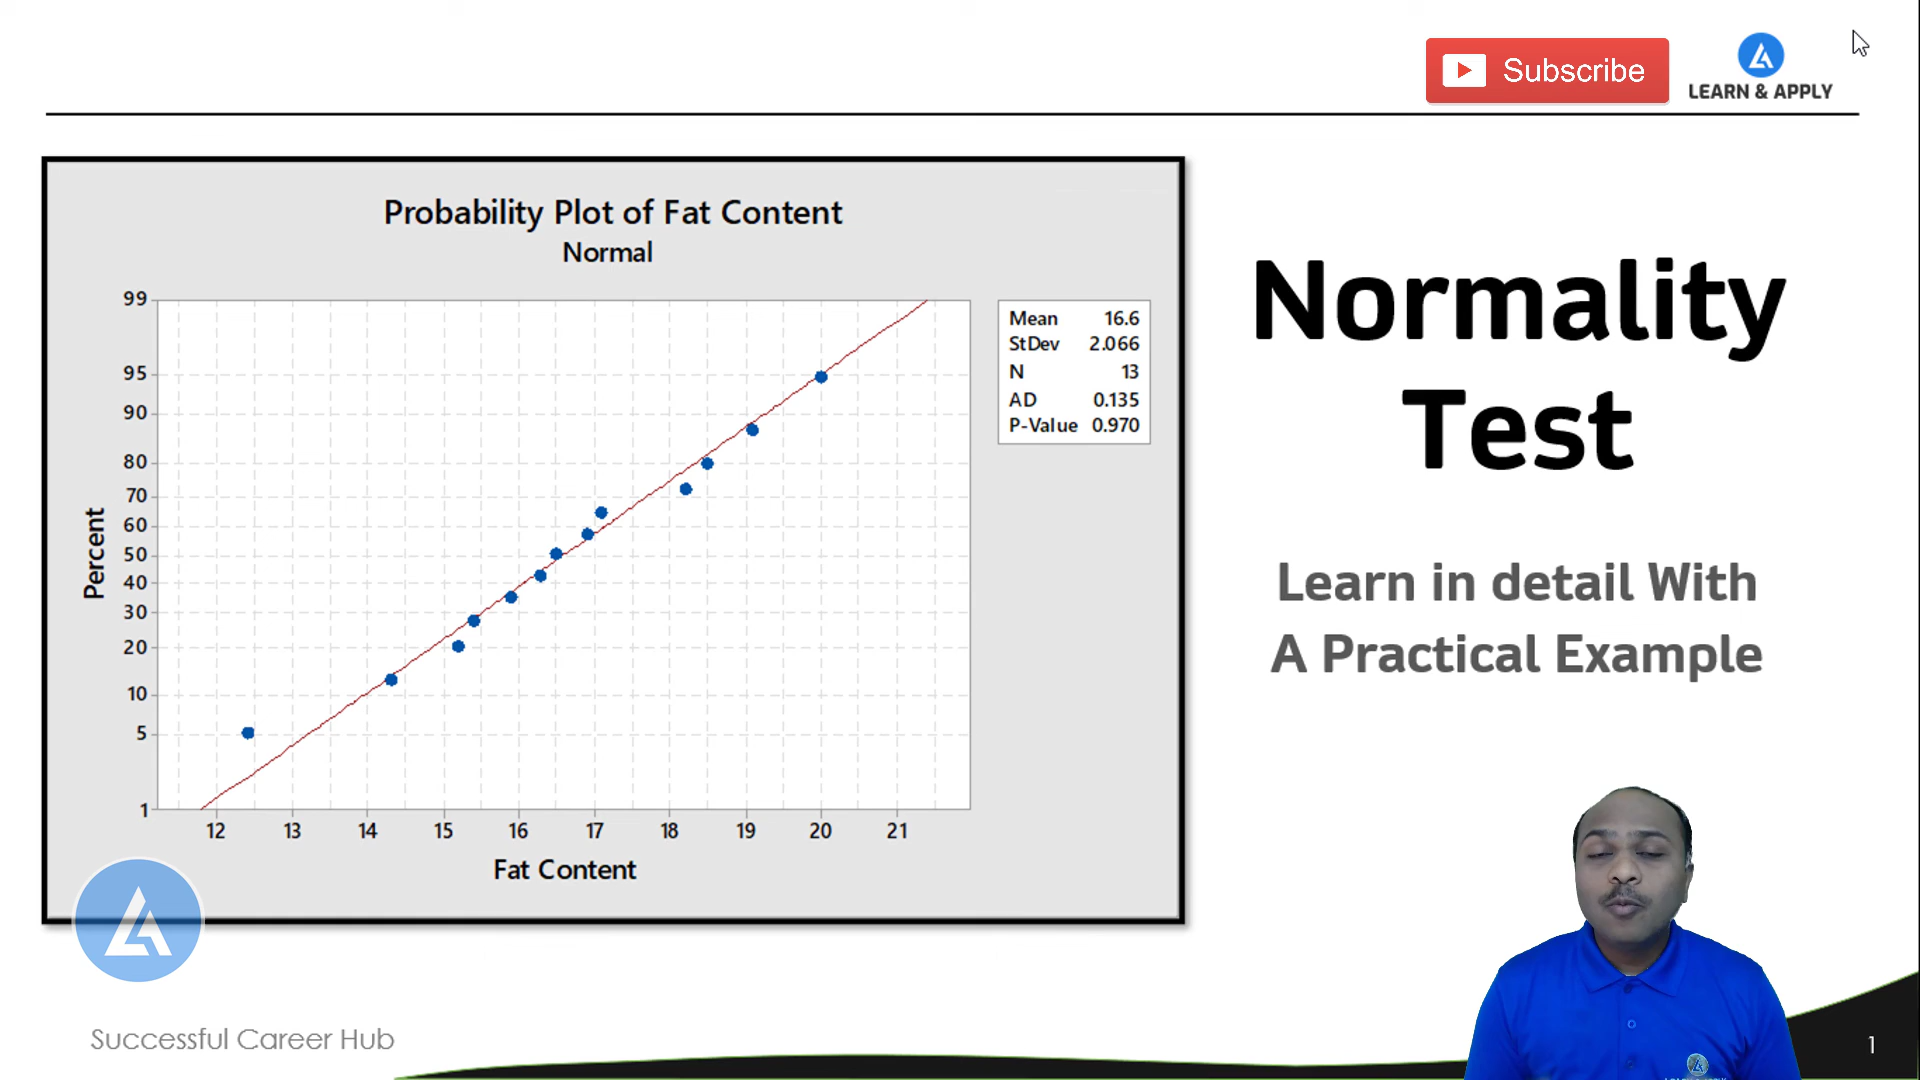 Subscribe
LEARN & APPLY
Probability Plot of Fat Content
Normal
Mean 16.6
StDev 2.066
N 13
AD 0.135
P-Value 0.970
99
95
90
80
70
60
50
40
30
20
10
5
1
Percent
12 13 14 15 16 17 18 19 20 21
Fat Content
Normality
Test
Learn in detail With
A Practical Example
Successful Career Hub
1